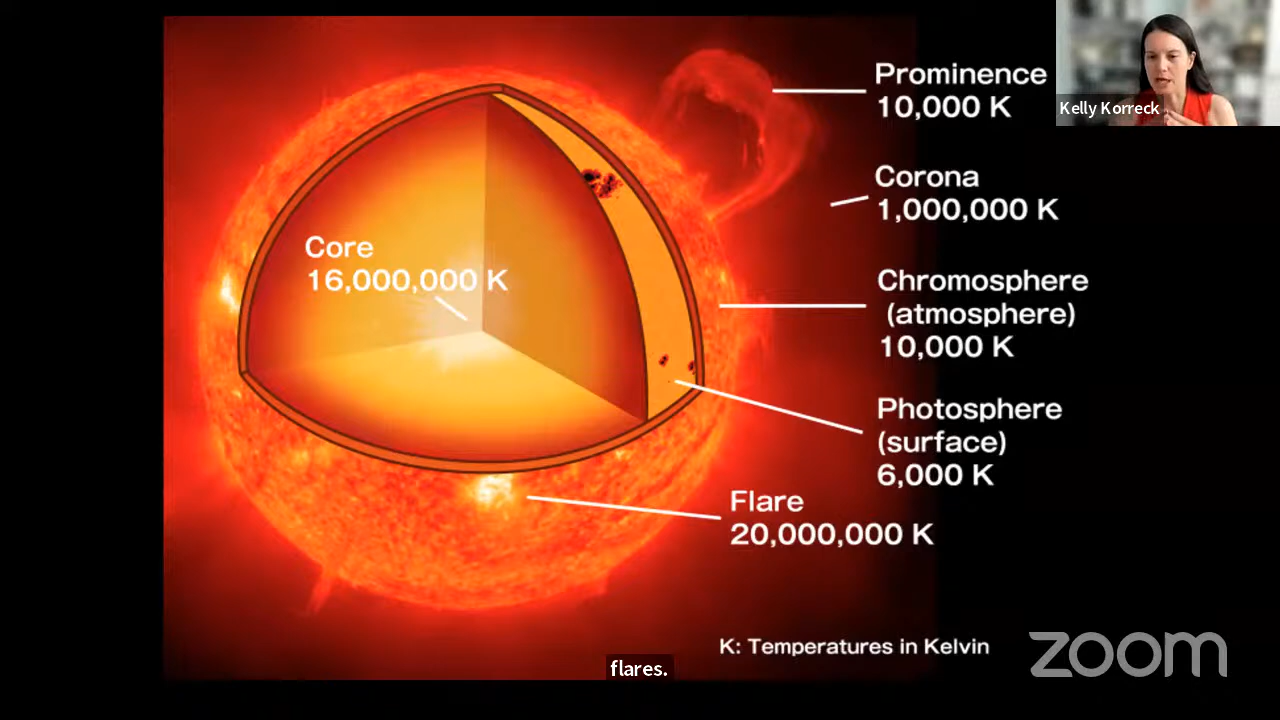 Prominence
10,000 K
Kelly Korreck
Corona
1,000,000 K
Core
16,000,000 K
Chromosphere
(atmosphere)
10,000 K
Photosphere
(surface)
6,000 K
Flare
20,000,000 K
K: Temperatures in Kelvin
zoom
flares.